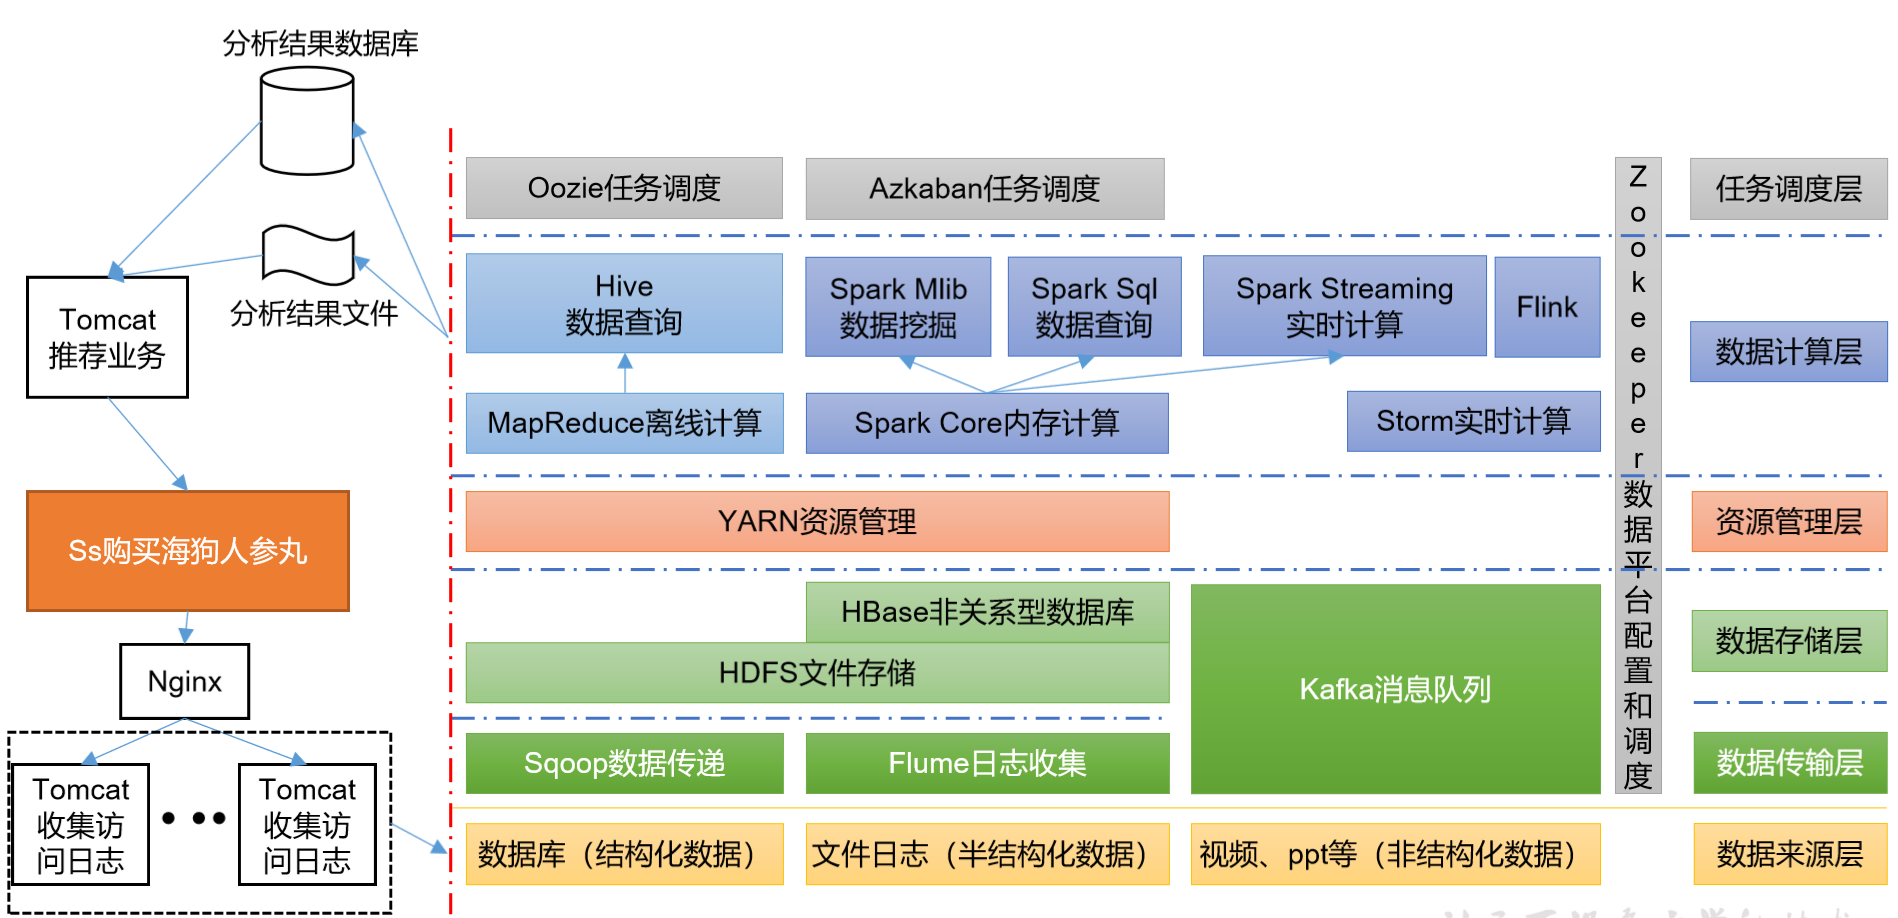 分析结果数据库
分析结果文件
Tomcat
推荐业务
Ss购买海狗人参丸
Nginx
Tomcat
收集访
问日志
Tomcat
收集访
问日志
Oozie任务调度
Azkaban任务调度
任务调度层
Hive
数据查询
Spark Mlib
数据挖掘
Spark Sql
数据查询
Spark Streaming
实时计算
Flink
数据计算层
MapReduce离线计算
Spark Core内存计算
Storm实时计算
YARN资源管理
资源管理层
HBase非关系型数据库
HDFS文件存储
Kafka消息队列
数据存储层
Sqoop数据传递
Flume日志收集
数据传输层
数据库（结构化数据）
文件日志（半结构化数据）
视频、ppt等（非结构化数据）
数据来源层
Zookeeper数据平台配置和调度